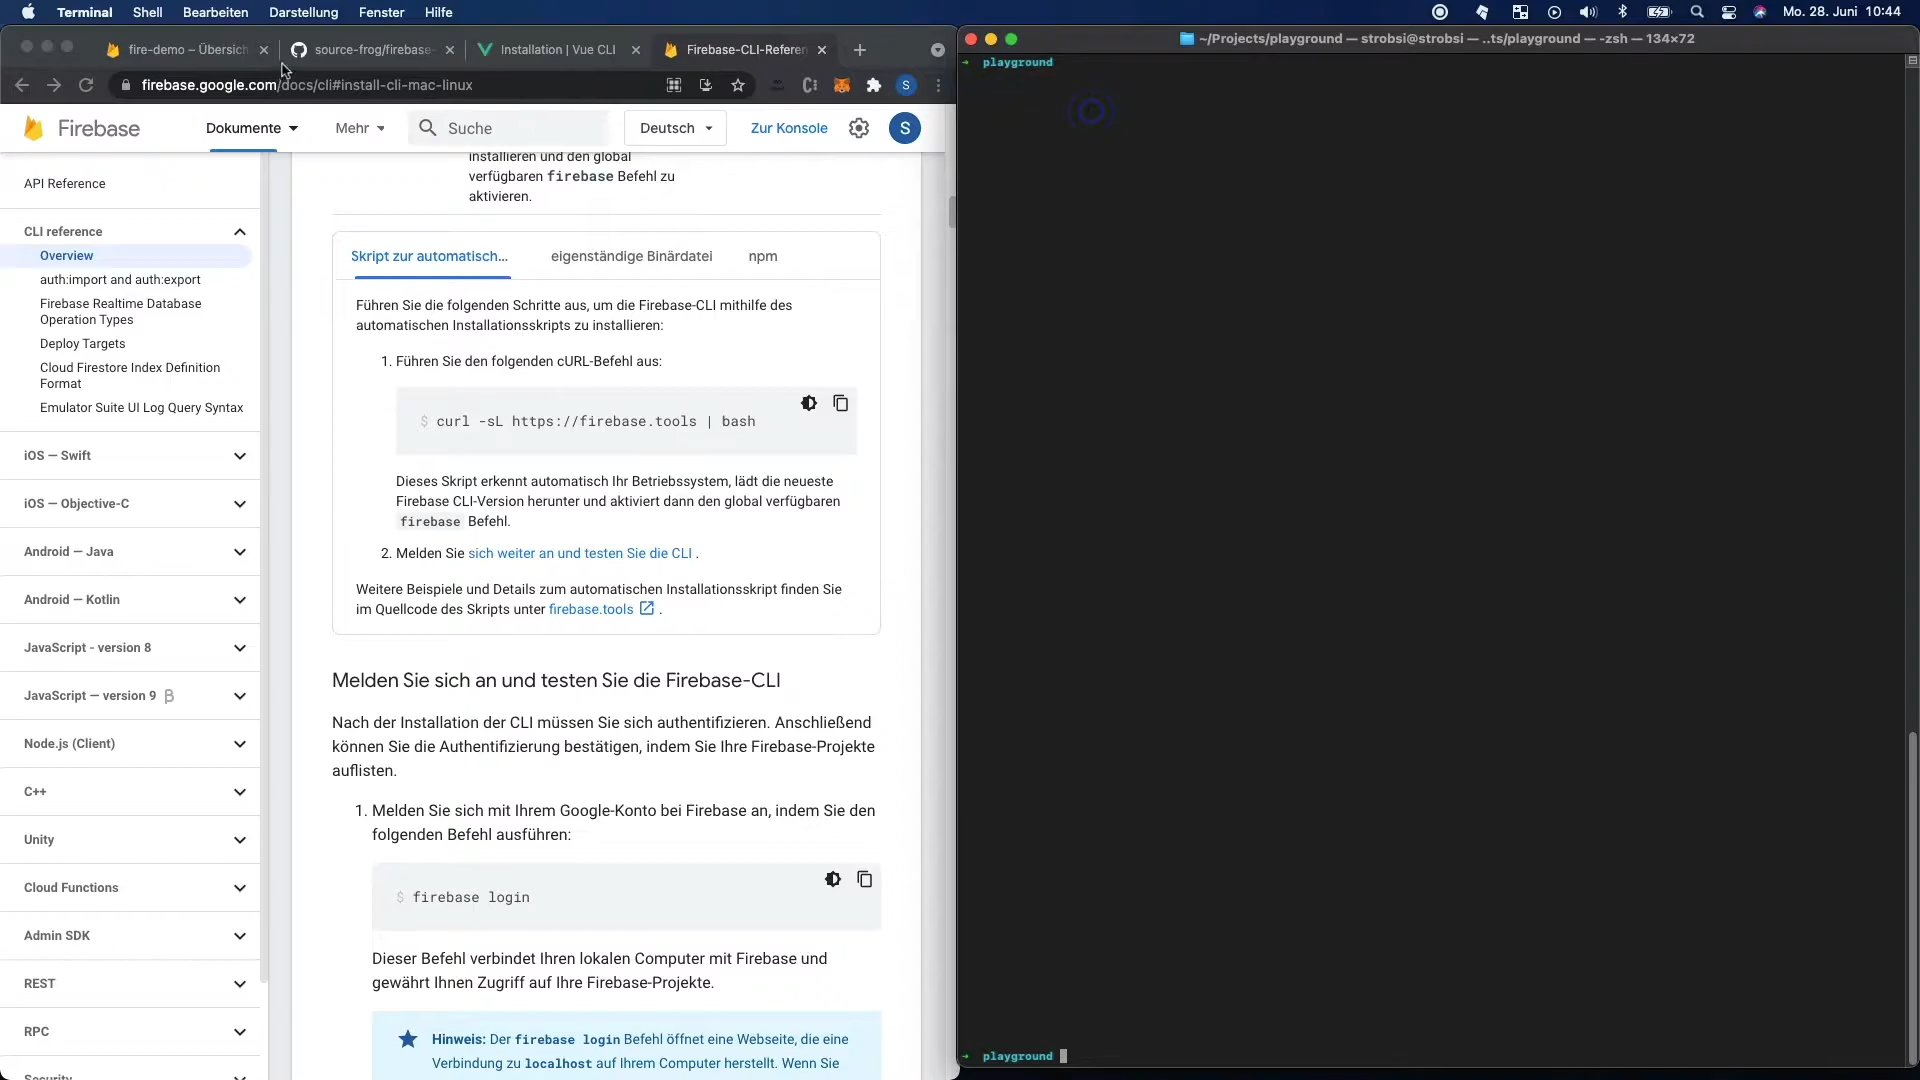 Terminal Shell Bearbeiten Darstellung Fenster Hilfe Mo. 28. Juni 10:44
fire-demo – Übersich source-frog/firebase- Installation | Vue CLI Firebase-CLI-Referen
~/Projects/playground — strobsi@strobsi — ..ts/playground — -zsh — 134×72
firebase.google.com/docs/cli#install-cli-mac-linux S
playground
Firebase Dokumente Mehr Suche Deutsch Zur Konsole S
installieren und den global
verfügbaren firebase Befehl zu
aktivieren.
API Reference
CLI reference
Overview
auth:import and auth:export
Firebase Realtime Database
Operation Types
Deploy Targets
Cloud Firestore Index Definition
Format
Emulator Suite UI Log Query Syntax
iOS — Swift
iOS — Objective-C
Android — Java
Android — Kotlin
JavaScript - version 8
JavaScript — version 9 β
Node.js (Client)
C++
Unity
Cloud Functions
Admin SDK
REST
RPC
Security
Skript zur automatisch... eigenständige Binärdatei npm
Führen Sie die folgenden Schritte aus, um die Firebase-CLI mithilfe des
automatischen Installationsskripts zu installieren:
1. Führen Sie den folgenden cURL-Befehl aus:
$ curl -sL https://firebase.tools | bash
Dieses Skript erkennt automatisch Ihr Betriebssystem, lädt die neueste
Firebase CLI-Version herunter und aktiviert dann den global verfügbaren
firebase Befehl.
2. Melden Sie sich weiter an und testen Sie die CLI .
Weitere Beispiele und Details zum automatischen Installationsskript finden Sie
im Quellcode des Skripts unter firebase.tools .
Melden Sie sich an und testen Sie die Firebase-CLI
Nach der Installation der CLI müssen Sie sich authentifizieren. Anschließend
können Sie die Authentifizierung bestätigen, indem Sie Ihre Firebase-Projekte
auflisten.
1. Melden Sie sich mit Ihrem Google-Konto bei Firebase an, indem Sie den
folgenden Befehl ausführen:
$ firebase login
Dieser Befehl verbindet Ihren lokalen Computer mit Firebase und
gewährt Ihnen Zugriff auf Ihre Firebase-Projekte.
Hinweis: Der firebase login Befehl öffnet eine Webseite, die eine
Verbindung zu localhost auf Ihrem Computer herstellt. Wenn Sie
playground